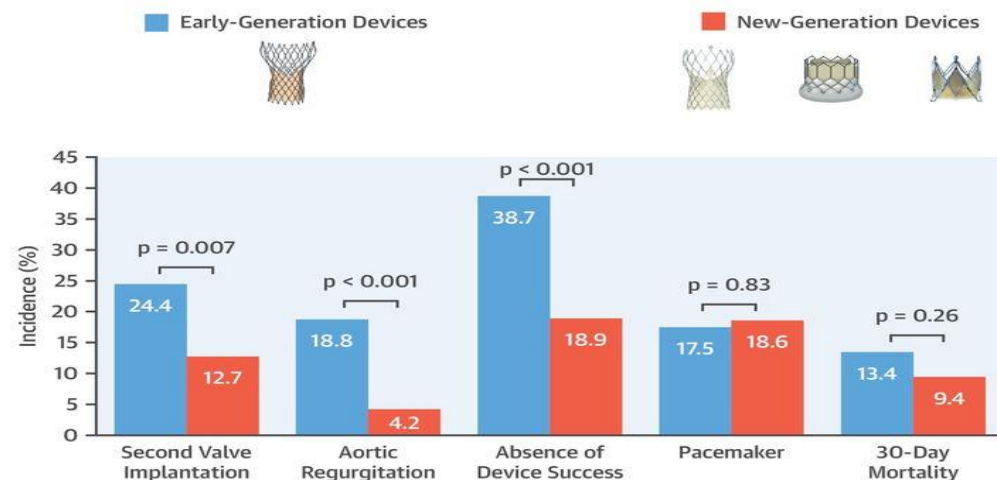 Early-Generation Devices
New-Generation Devices
Incidence (%)
45
40
35
30
25
20
15
10
5
0
p = 0.007
24.4
12.7
p < 0.001
18.8
4.2
p < 0.001
38.7
18.9
p = 0.83
17.5
18.6
p = 0.26
13.4
9.4
Second Valve
Implantation
Aortic
Regurgitation
Absence of
Device Success
Pacemaker
30-Day
Mortality